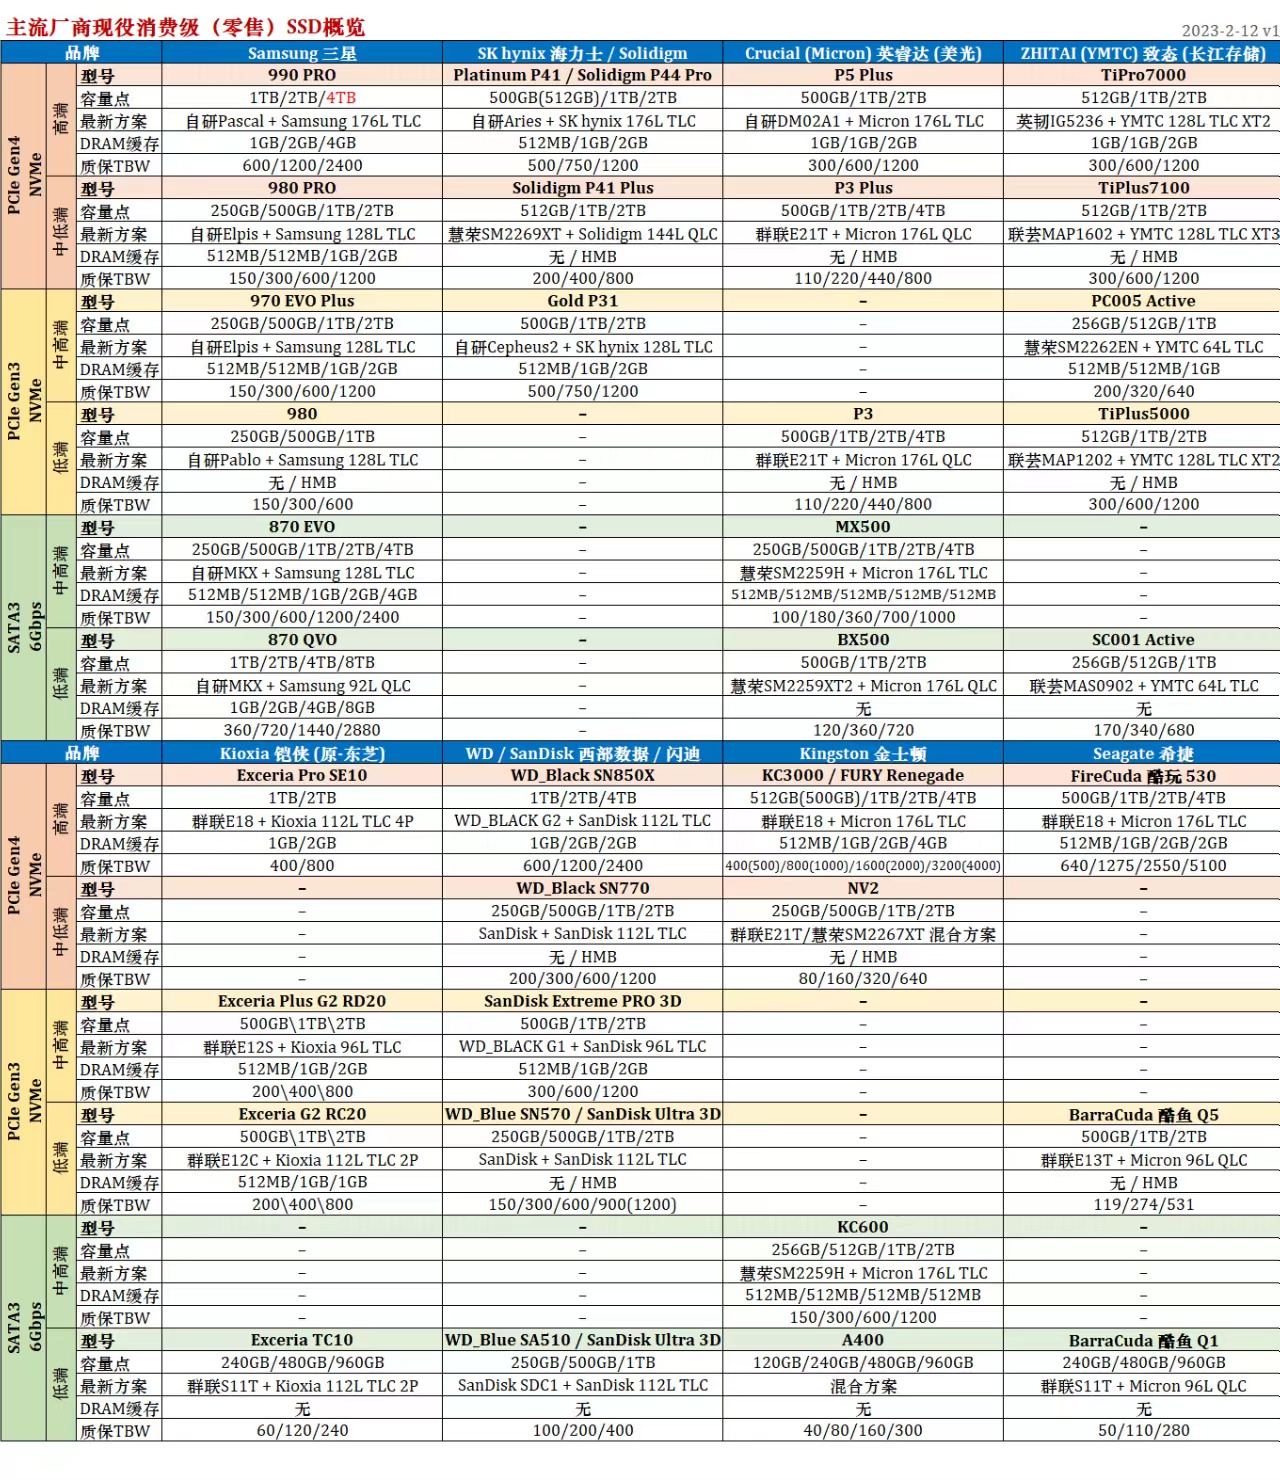 主流厂商现役消费级（零售）SSD概览
2023-2-12 v1
品牌 Samsung 三星 SK hynix 海力士 / Solidigm Crucial (Micron) 英睿达 (美光) ZHITAI (YMTC) 致态 (长江存储)
PCIe Gen4 NVMe
高端
型号 990 PRO Platinum P41 / Solidigm P44 Pro P5 Plus TiPro7000
容量点 1TB/2TB/4TB 500GB(512GB)/1TB/2TB 500GB/1TB/2TB 512GB/1TB/2TB
最新方案 自研Pascal + Samsung 176L TLC 自研Aries + SK hynix 176L TLC 自研DM02A1 + Micron 176L TLC 英韧IG5236 + YMTC 128L TLC XT2
DRAM缓存 1GB/2GB/4GB 512MB/1GB/2GB 1GB/1GB/2GB 1GB/1GB/2GB
质保TBW 600/1200/2400 500/750/1200 300/600/1200 300/600/1200
中低端
型号 980 PRO Solidigm P41 Plus P3 Plus TiPlus7100
容量点 250GB/500GB/1TB/2TB 512GB/1TB/2TB 500GB/1TB/2TB/4TB 512GB/1TB/2TB
最新方案 自研Elpis + Samsung 128L TLC 慧荣SM2269XT + Solidigm 144L QLC 群联E21T + Micron 176L QLC 联芸MAP1602 + YMTC 128L TLC XT3
DRAM缓存 512MB/512MB/1GB/2GB 无 / HMB 无 / HMB 无 / HMB
质保TBW 150/300/600/1200 200/400/800 110/220/440/800 300/600/1200
PCIe Gen3 NVMe
中高端
型号 970 EVO Plus Gold P31 – PC005 Active
容量点 250GB/500GB/1TB/2TB 500GB/1TB/2TB – 256GB/512GB/1TB
最新方案 自研Elpis + Samsung 128L TLC 自研Cepheus2 + SK hynix 128L TLC – 慧荣SM2262EN + YMTC 64L TLC
DRAM缓存 512MB/512MB/1GB/2GB 512MB/1GB/2GB – 512MB/512MB/1GB
质保TBW 150/300/600/1200 500/750/1200 – 200/320/640
低端
型号 980 – P3 TiPlus5000
容量点 250GB/500GB/1TB – 500GB/1TB/2TB/4TB 512GB/1TB/2TB
最新方案 自研Pablo + Samsung 128L TLC – 群联E21T + Micron 176L QLC 联芸MAP1202 + YMTC 128L TLC XT2
DRAM缓存 无 / HMB – 无 / HMB 无 / HMB
质保TBW 150/300/600 – 110/220/440/800 300/600/1200
SATA3 6Gbps
中高端
型号 870 EVO – MX500 –
容量点 250GB/500GB/1TB/2TB/4TB – 250GB/500GB/1TB/2TB/4TB –
最新方案 自研MKX + Samsung 128L TLC – 慧荣SM2259H + Micron 176L TLC –
DRAM缓存 512MB/512MB/1GB/2GB/4GB – 512MB/512MB/512MB/512MB/512MB –
质保TBW 150/300/600/1200/2400 – 100/180/360/700/1000 –
低端
型号 870 QVO – BX500 SC001 Active
容量点 1TB/2TB/4TB/8TB – 500GB/1TB/2TB 256GB/512GB/1TB
最新方案 自研MKX + Samsung 92L QLC – 慧荣SM2259XT2 + Micron 176L QLC 联芸MAS0902 + YMTC 64L TLC
DRAM缓存 1GB/2GB/4GB/8GB – 无 无
质保TBW 360/720/1440/2880 – 120/360/720 170/340/680
品牌 Kioxia 铠侠 (原-东芝) WD / SanDisk 西部数据 / 闪迪 Kingston 金士顿 Seagate 希捷
PCIe Gen4 NVMe
高端
型号 Exceria Pro SE10 WD_Black SN850X KC3000 / FURY Renegade FireCuda 酷玩 530
容量点 1TB/2TB 1TB/2TB/4TB 512GB(500GB)/1TB/2TB/4TB 500GB/1TB/2TB/4TB
最新方案 群联E18 + Kioxia 112L TLC 4P WD_BLACK G2 + SanDisk 112L TLC 群联E18 + Micron 176L TLC 群联E18 + Micron 176L TLC
DRAM缓存 1GB/2GB 1GB/2GB/2GB 512MB/1GB/2GB/4GB 512MB/1GB/2GB/2GB
质保TBW 400/800 600/1200/2400 400(500)/800(1000)/1600(2000)/3200(4000) 640/1275/2550/5100
中低端
型号 – WD_Black SN770 NV2 –
容量点 – 250GB/500GB/1TB/2TB 250GB/500GB/1TB/2TB –
最新方案 – SanDisk + SanDisk 112L TLC 群联E21T/慧荣SM2267XT 混合方案 –
DRAM缓存 – 无 / HMB 无 / HMB –
质保TBW – 200/300/600/1200 80/160/320/640 –
PCIe Gen3 NVMe
中高端
型号 Exceria Plus G2 RD20 SanDisk Extreme PRO 3D – –
容量点 500GB\1TB\2TB 500GB/1TB/2TB – –
最新方案 群联E12S + Kioxia 96L TLC WD_BLACK G1 + SanDisk 96L TLC – –
DRAM缓存 512MB/1GB/2GB 512MB/1GB/2GB – –
质保TBW 200\400\800 300/600/1200 – –
低端
型号 Exceria G2 RC20 WD_Blue SN570 / SanDisk Ultra 3D – BarraCuda 酷鱼 Q5
容量点 500GB\1TB\2TB 250GB/500GB/1TB/2TB – 500GB/1TB/2TB
最新方案 群联E12C + Kioxia 112L TLC 2P SanDisk + SanDisk 112L TLC – 群联E13T + Micron 96L QLC
DRAM缓存 512MB/1GB/1GB 无 / HMB – 无 / HMB
质保TBW 200\400\800 150/300/600/900(1200) – 119/274/531
SATA3 6Gbps
中高端
型号 – – KC600 –
容量点 – – 256GB/512GB/1TB/2TB –
最新方案 – – 慧荣SM2259H + Micron 176L TLC –
DRAM缓存 – – 512MB/512MB/512MB/512MB –
质保TBW – – 150/300/600/1200 –
低端
型号 Exceria TC10 WD_Blue SA510 / SanDisk Ultra 3D A400 BarraCuda 酷鱼 Q1
容量点 240GB/480GB/960GB 250GB/500GB/1TB 120GB/240GB/480GB/960GB 240GB/480GB/960GB
最新方案 群联S11T + Kioxia 112L TLC 2P SanDisk SDC1 + SanDisk 112L TLC 混合方案 群联S11T + Micron 96L QLC
DRAM缓存 无 无 无 无
质保TBW 60/120/240 100/200/400 40/80/160/300 50/110/280